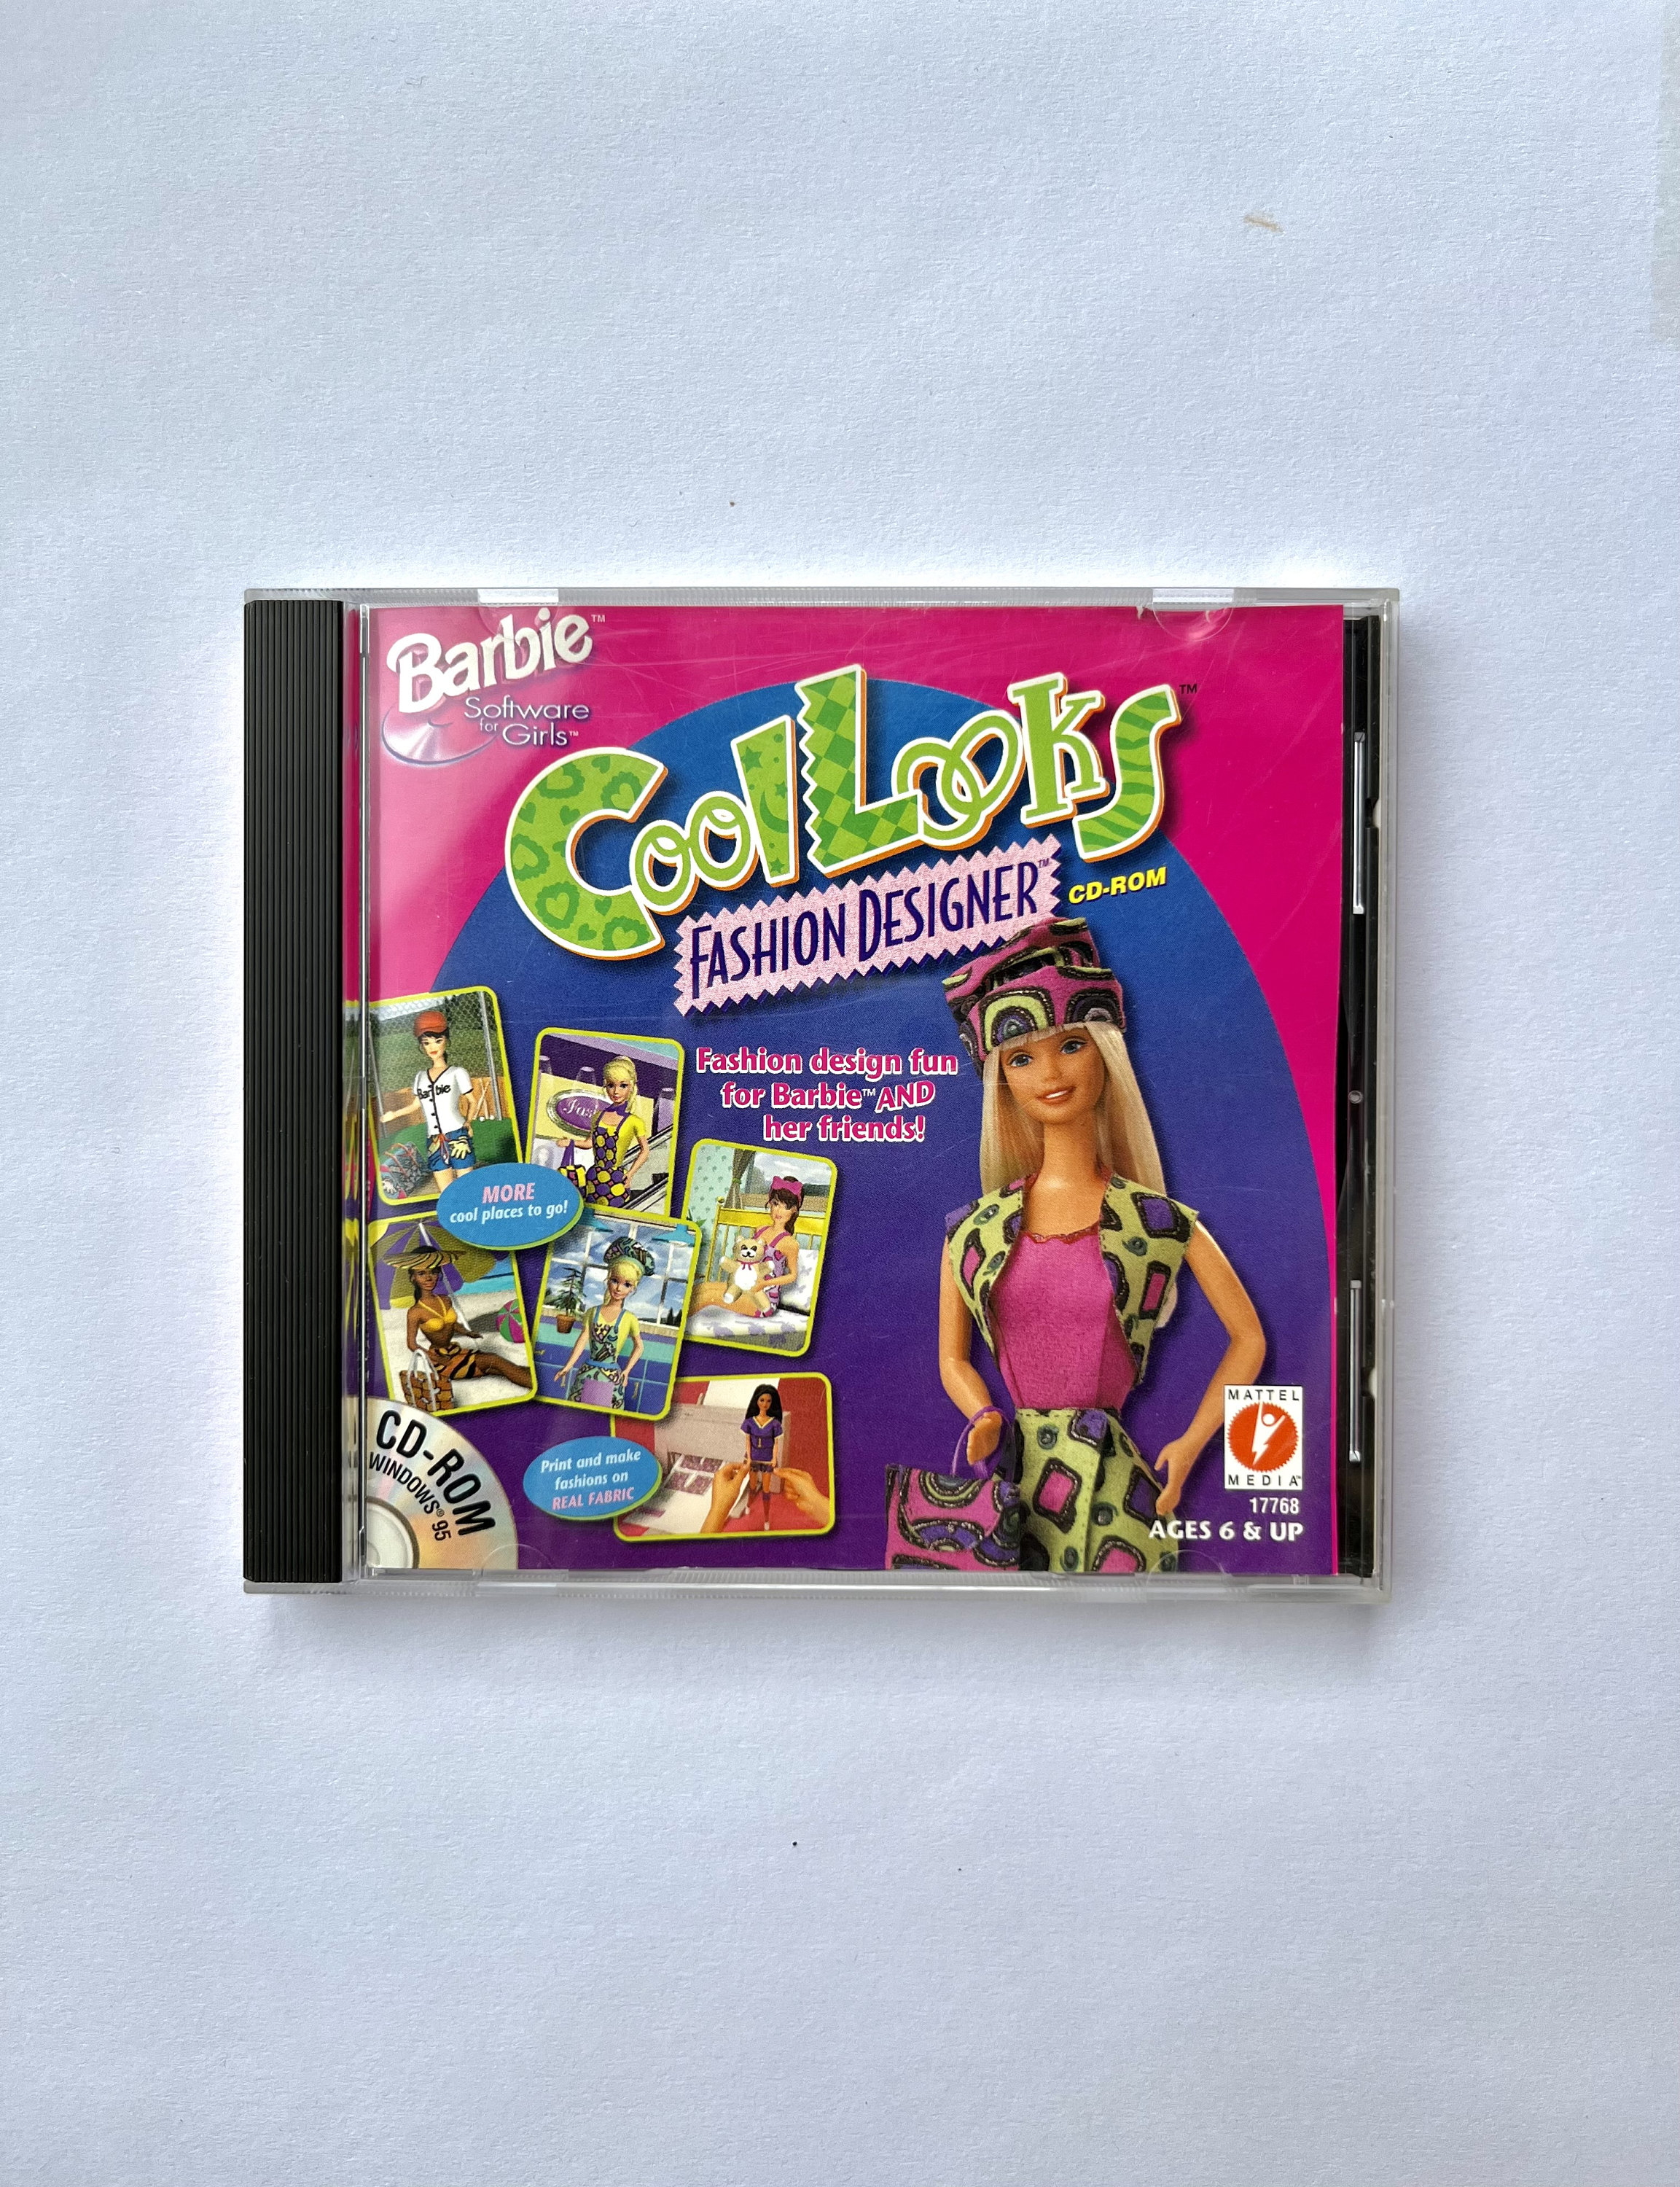 Barbie™
Software
for
Girls™
Cool Looks™
FASHION DESIGNER™
CD-ROM
Fashion design fun
for Barbie™ AND
her friends!
Barbie
MORE
cool places to go!
Print and make
fashions on
REAL FABRIC
CD-ROM
WINDOWS® 95
MATTEL
MEDIA™
17768
AGES 6 & UP